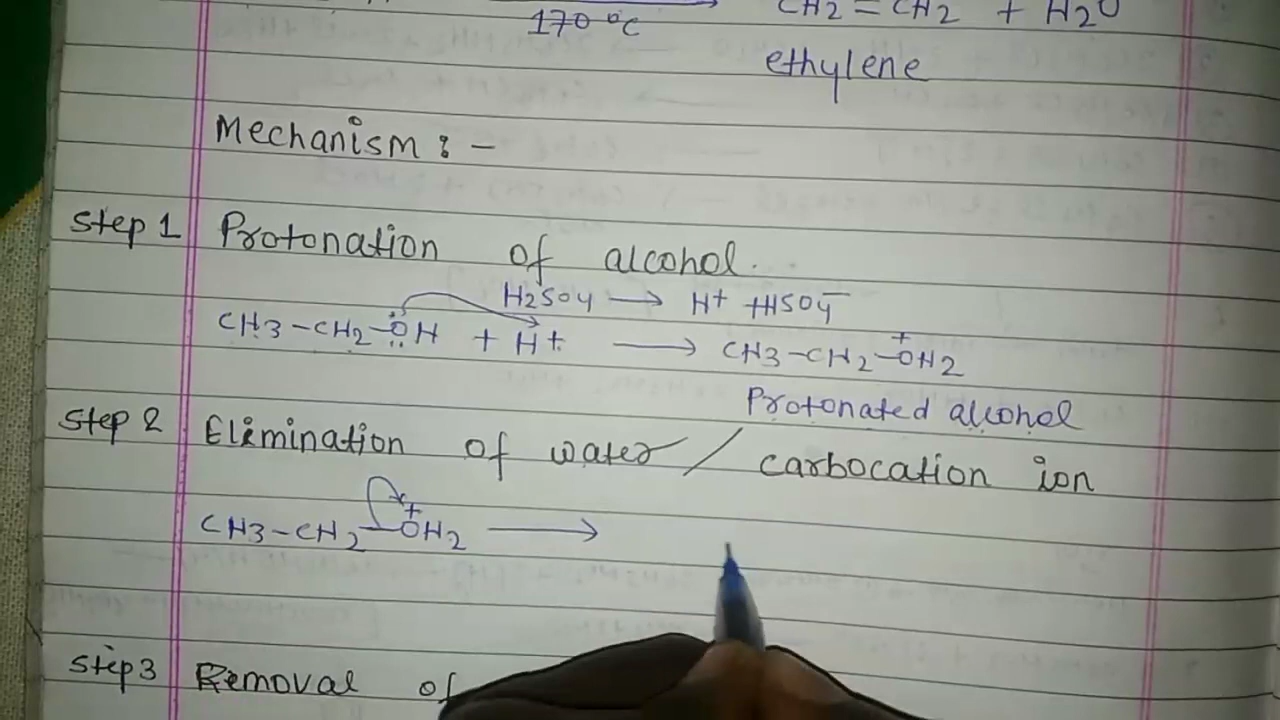 CH2 = CH2 + H2O
170 °C
ethylene
Mechanism : -
Step 1 Protonation of alcohol.
H2SO4 → H+ + HSO4-
CH3-CH2-ÖH + H+ → CH3-CH2-OH2
+
Protonated alcohol
Step 2 Elimination of water / carbocation ion
CH3-CH2-OH2 →
+
Step 3 Removal of